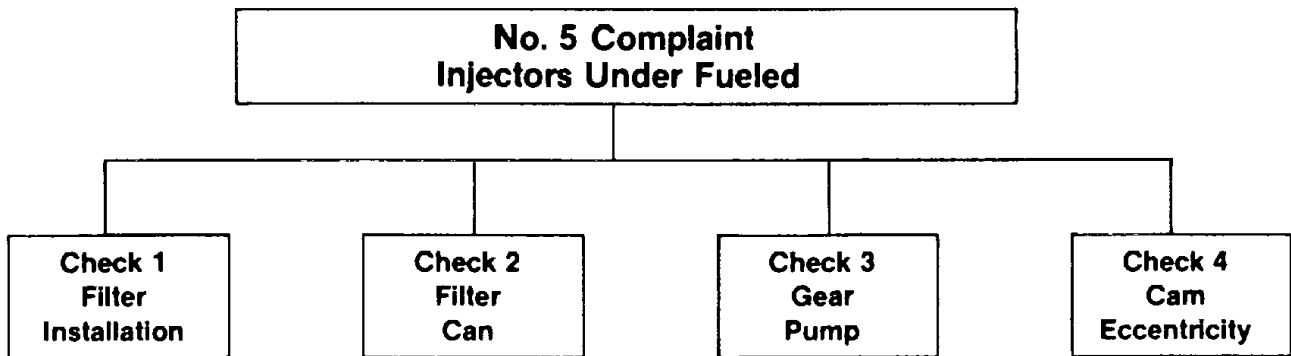 No. 5 Complaint
Injectors Under Fueled
Check 1
Filter
Installation
Check 2
Filter
Can
Check 3
Gear
Pump
Check 4
Cam
Eccentricity